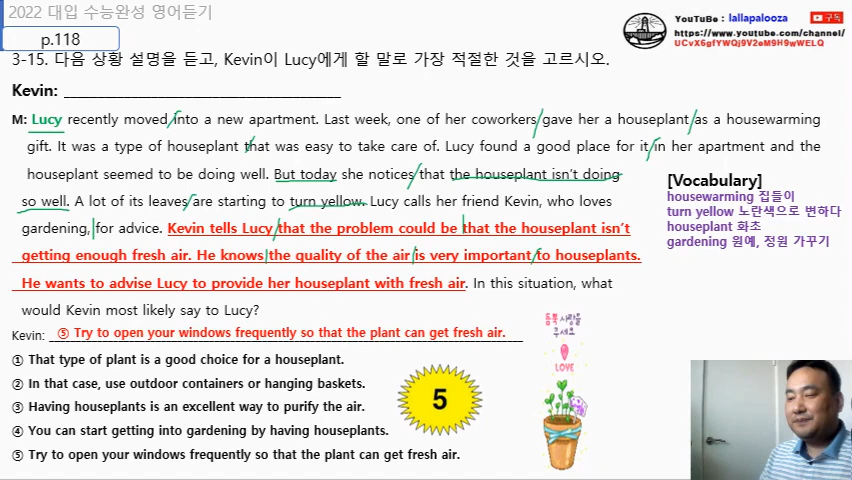 2022 대입 수능완성 영어듣기
p.118
YouTuBe : lallapalooza
구독
https://www.youtube.com/channel/
UCvX6gfYWQj9V2eM9H9wWELQ
3-15. 다음 상황 설명을 듣고, Kevin이 Lucy에게 할 말로 가장 적절한 것을 고르시오.
Kevin: ________________________________________
M: Lucy recently moved into a new apartment. Last week, one of her coworkers gave her a houseplant as a housewarming
gift. It was a type of houseplant that was easy to take care of. Lucy found a good place for it in her apartment and the
houseplant seemed to be doing well. But today she notices that the houseplant isn't doing
so well. A lot of its leaves are starting to turn yellow. Lucy calls her friend Kevin, who loves
gardening, for advice. Kevin tells Lucy that the problem could be that the houseplant isn't
getting enough fresh air. He knows the quality of the air is very important to houseplants.
He wants to advise Lucy to provide her houseplant with fresh air. In this situation, what
would Kevin most likely say to Lucy?
[Vocabulary]
housewarming 집들이
turn yellow 노란색으로 변하다
houseplant 화초
gardening 원예, 정원 가꾸기
Kevin: ⑤ Try to open your windows frequently so that the plant can get fresh air.
① That type of plant is a good choice for a houseplant.
② In that case, use outdoor containers or hanging baskets.
③ Having houseplants is an excellent way to purify the air.
④ You can start getting into gardening by having houseplants.
⑤ Try to open your windows frequently so that the plant can get fresh air.
5
듬뿍 사랑을
주세요
LOVE